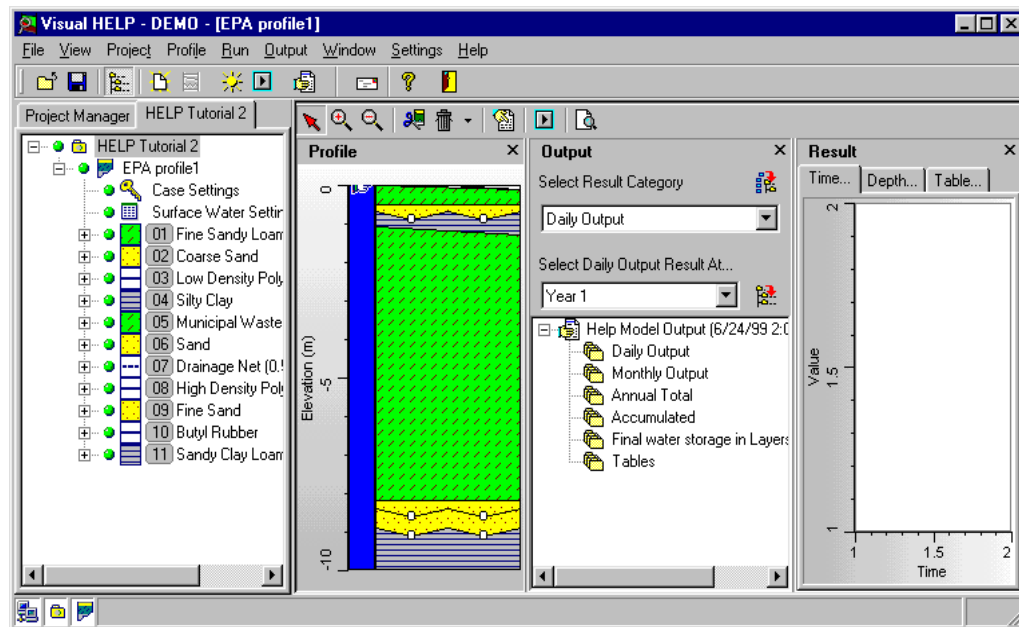 Visual HELP - DEMO - [EPA profile1]
File View Project Profile Run Output Window Settings Help
Project Manager HELP Tutorial 2
HELP Tutorial 2
EPA profile1
Case Settings
Surface Water Settin
01 Fine Sandy Loam
02 Coarse Sand
03 Low Density Poly
04 Silty Clay
05 Municipal Waste
06 Sand
07 Drainage Net (0.5
08 High Density Poly
09 Fine Sand
10 Butyl Rubber
11 Sandy Clay Loam
Profile
Elevation (m)
0
-5
-10
Output
Select Result Category
Daily Output
Select Daily Output Result At...
Year 1
Help Model Output (6/24/99 2:0
Daily Output
Monthly Output
Annual Total
Accumulated
Final water storage in Layers
Tables
Result
Time... Depth... Table...
Value
2
1.5
1
1 1.5 2
Time